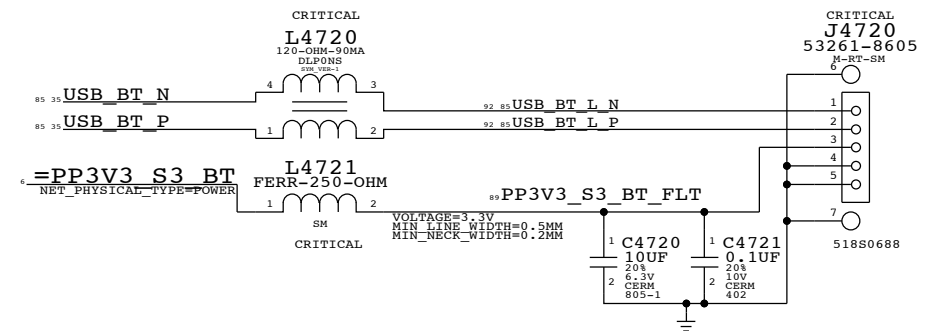 CRITICAL
L4720
120-OHM-90MA
DLP0NS
SYM_VER-1
4 3
85 35 USB_BT_N
85 35 USB_BT_P
1 2
92 85 USB_BT_L_N
92 85 USB_BT_L_P
CRITICAL
J4720
53261-8605
M-RT-SM
6
1
2
3
4
5
7
518S0688
6 =PP3V3_S3_BT
NET_PHYSICAL_TYPE=POWER
L4721
FERR-250-OHM
1 2
SM
CRITICAL
89 PP3V3_S3_BT_FLT
VOLTAGE=3.3V
MIN_LINE_WIDTH=0.5MM
MIN_NECK_WIDTH=0.2MM
1 C4720
10UF
20%
2 6.3V
CERM
805-1
1 C4721
0.1UF
20%
2 10V
CERM
402